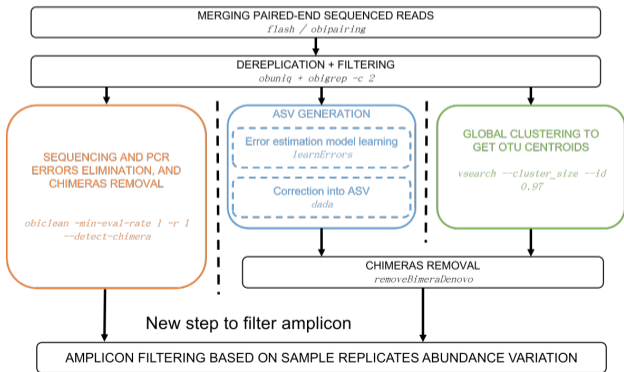 MERGING PAIRED-END SEQUENCED READS
flash / obipairing
DEREPLICATION + FILTERING
obuniq + obigrep -c 2
SEQUENCING AND PCR
ERRORS ELIMINATION, AND
CHIMERAS REMOVAL
obiclean -min-eval-rate 1 -r 1
--detect-chimera
ASV GENERATION
Error estimation model learning
learnErrors
Correction into ASV
dada
GLOBAL CLUSTERING TO
GET OTU CENTROIDS
vsearch --cluster_size --id
0.97
CHIMERAS REMOVAL
removeBimeraDenovo
New step to filter amplicon
AMPLICON FILTERING BASED ON SAMPLE REPLICATES ABUNDANCE VARIATION